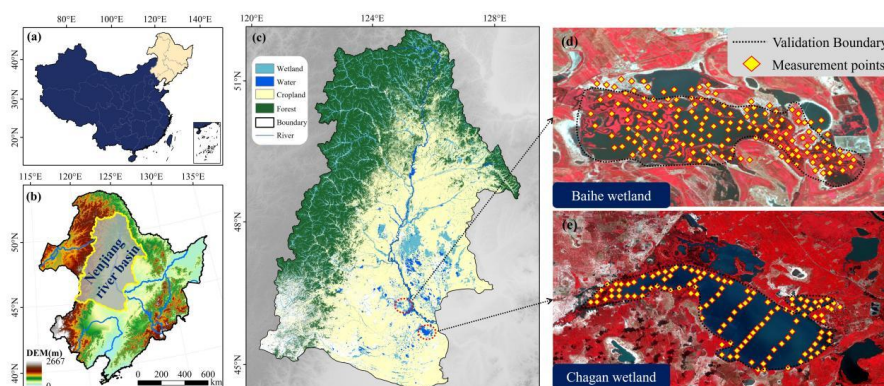 80°E 100°E 120°E 140°E
(a)
40°N
30°N
20°N
115°E 120°E 125°E 130°E 135°E
(b)
50°N
45°N
40°N
Nenjiang
river basin
DEM(m)
2667
0 200 400 600
km
120°E 124°E 128°E
(c)
Wetland
Water
Cropland
Forest
Boundary
River
51°N
48°N
45°N
(d)
Validation Boundary
Measurement points
Baihe wetland
(e)
Chagan wetland